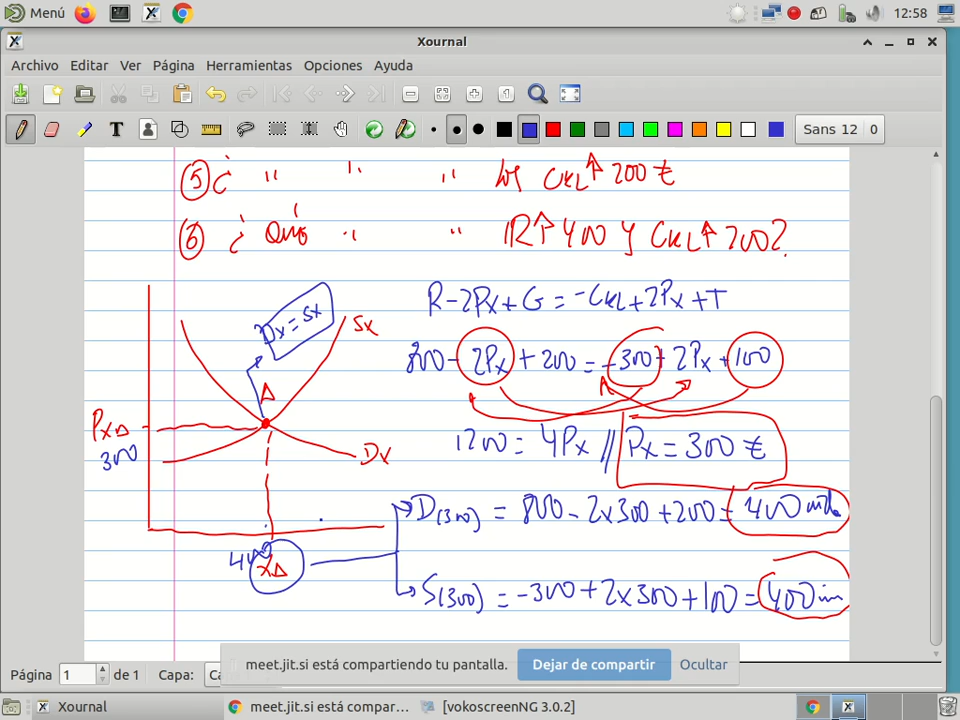 Menú
12:58
Xournal
Archivo Editar Ver Página Herramientas Opciones Ayuda
Sans 12 0
⑤ ¿ " " " los CKL↑ 200 €
⑥ ¿ Qué " " R↑ 400 y CKL↑ 200?
R - 2Px + G = -CKL + 2Px + T
Dx = Sx
Sx
800 - 2Px + 200 = -300 + 2Px + 100
Δ
PxΔ
300
1200 = 4Px // Px = 300 €
Dx
D(300) = 800 - 2x300 + 200 = 400
400
XΔ
S(300) = -300 + 2x300 + 100 = 400
meet.jit.si está compartiendo tu pantalla. Dejar de compartir Ocultar
Página 1 de 1 Capa: Ca
Xournal meet.jit.si está compar... [vokoscreenNG 3.0.2]